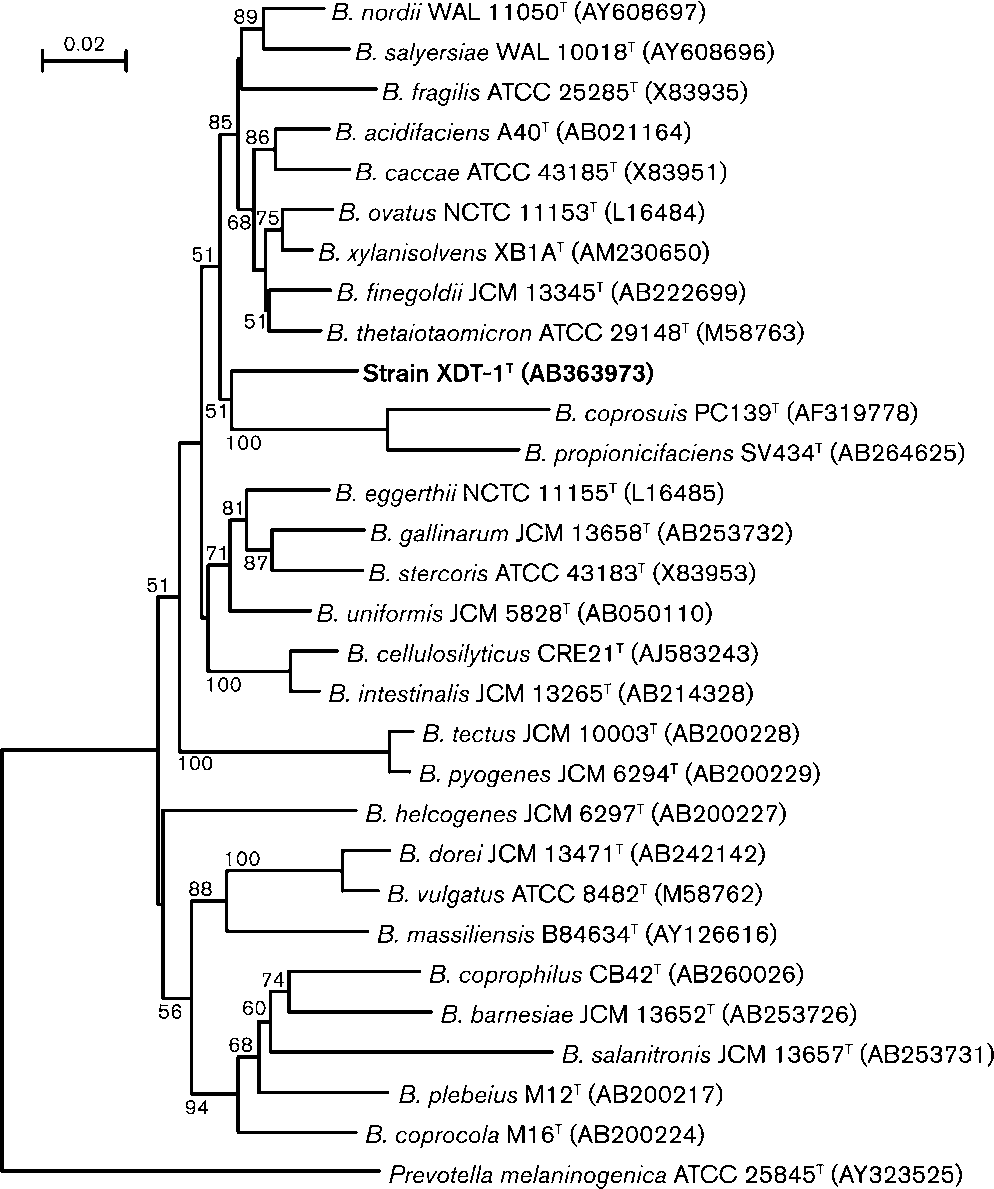 89
B. nordii WAL 11050ᵀ (AY608697)
0.02
B. salyersiae WAL 10018ᵀ (AY608696)
B. fragilis ATCC 25285ᵀ (X83935)
85
86
B. acidifaciens A40ᵀ (AB021164)
B. caccae ATCC 43185ᵀ (X83951)
68
75
B. ovatus NCTC 11153ᵀ (L16484)
51
B. xylanisolvens XB1Aᵀ (AM230650)
B. finegoldii JCM 13345ᵀ (AB222699)
51
B. thetaiotaomicron ATCC 29148ᵀ (M58763)
Strain XDT-1ᵀ (AB363973)
51
B. coprosuis PC139ᵀ (AF319778)
100
B. propionicifaciens SV434ᵀ (AB264625)
B. eggerthii NCTC 11155ᵀ (L16485)
81
B. gallinarum JCM 13658ᵀ (AB253732)
71
87
B. stercoris ATCC 43183ᵀ (X83953)
51
B. uniformis JCM 5828ᵀ (AB050110)
B. cellulosilyticus CRE21ᵀ (AJ583243)
100
B. intestinalis JCM 13265ᵀ (AB214328)
B. tectus JCM 10003ᵀ (AB200228)
100
B. pyogenes JCM 6294ᵀ (AB200229)
B. helcogenes JCM 6297ᵀ (AB200227)
100
B. dorei JCM 13471ᵀ (AB242142)
88
B. vulgatus ATCC 8482ᵀ (M58762)
B. massiliensis B84634ᵀ (AY126616)
74
B. coprophilus CB42ᵀ (AB260026)
56
60
B. barnesiae JCM 13652ᵀ (AB253726)
68
B. salanitronis JCM 13657ᵀ (AB253731)
94
B. plebeius M12ᵀ (AB200217)
B. coprocola M16ᵀ (AB200224)
Prevotella melaninogenica ATCC 25845ᵀ (AY323525)